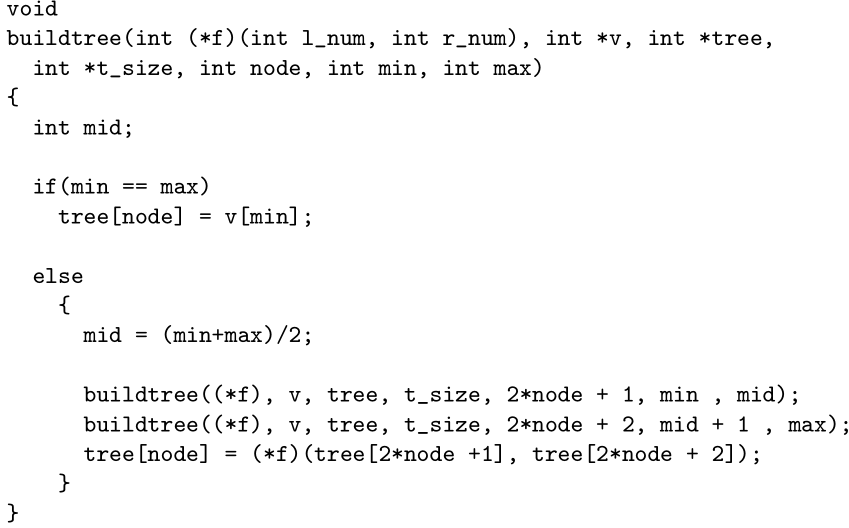 void
buildtree(int (*f)(int l_num, int r_num), int *v, int *tree,
  int *t_size, int node, int min, int max)
{
  int mid;

  if(min == max)
    tree[node] = v[min];

  else
    {
      mid = (min+max)/2;

      buildtree((*f), v, tree, t_size, 2*node + 1, min , mid);
      buildtree((*f), v, tree, t_size, 2*node + 2, mid + 1 , max);
      tree[node] = (*f)(tree[2*node +1], tree[2*node + 2]);
    }
}